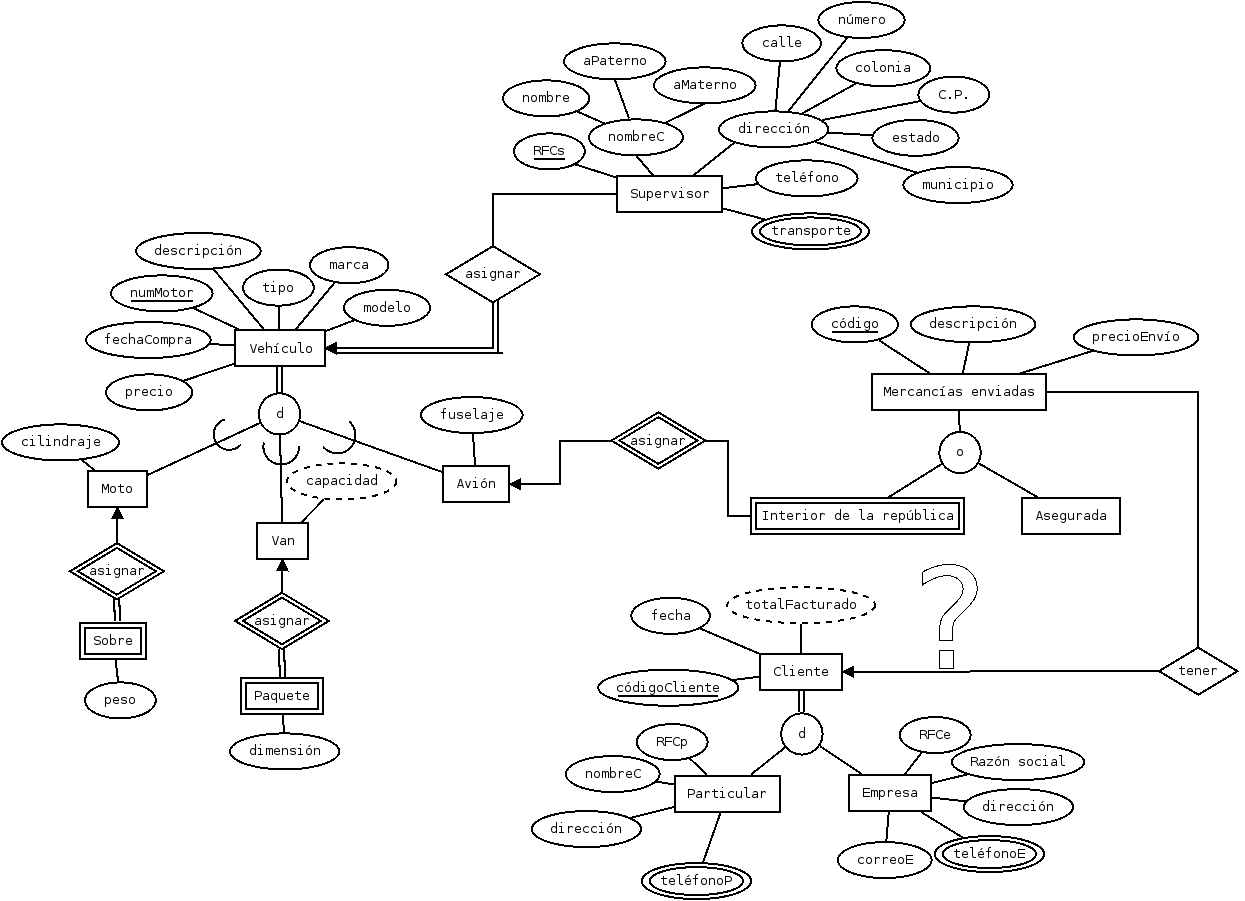 número
calle
aPaterno
colonia
aMaterno
C.P.
nombre
dirección
nombreC
estado
RFCs
teléfono
municipio
Supervisor
transporte
descripción
marca
asignar
tipo
numMotor
modelo
fechaCompra
Vehículo
precio
código
descripción
precioEnvío
Mercancías enviadas
d
fuselaje
cilindraje
asignar
o
capacidad
Moto
Avión
Interior de la república
Asegurada
Van
asignar
?
totalFacturado
fecha
asignar
Sobre
Cliente
tener
códigoCliente
Paquete
peso
d
RFCp
RFCe
dimensión
nombreC
Razón social
Particular
Empresa
dirección
dirección
correoE
teléfonoE
teléfonoP